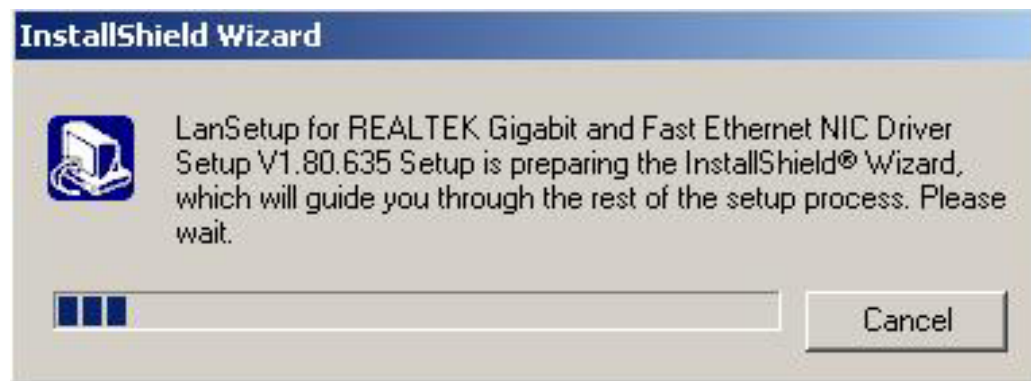 InstallShield Wizard
LanSetup for REALTEK Gigabit and Fast Ethernet NIC Driver
Setup V1.80.635 Setup is preparing the InstallShield® Wizard,
which will guide you through the rest of the setup process. Please
wait.
Cancel